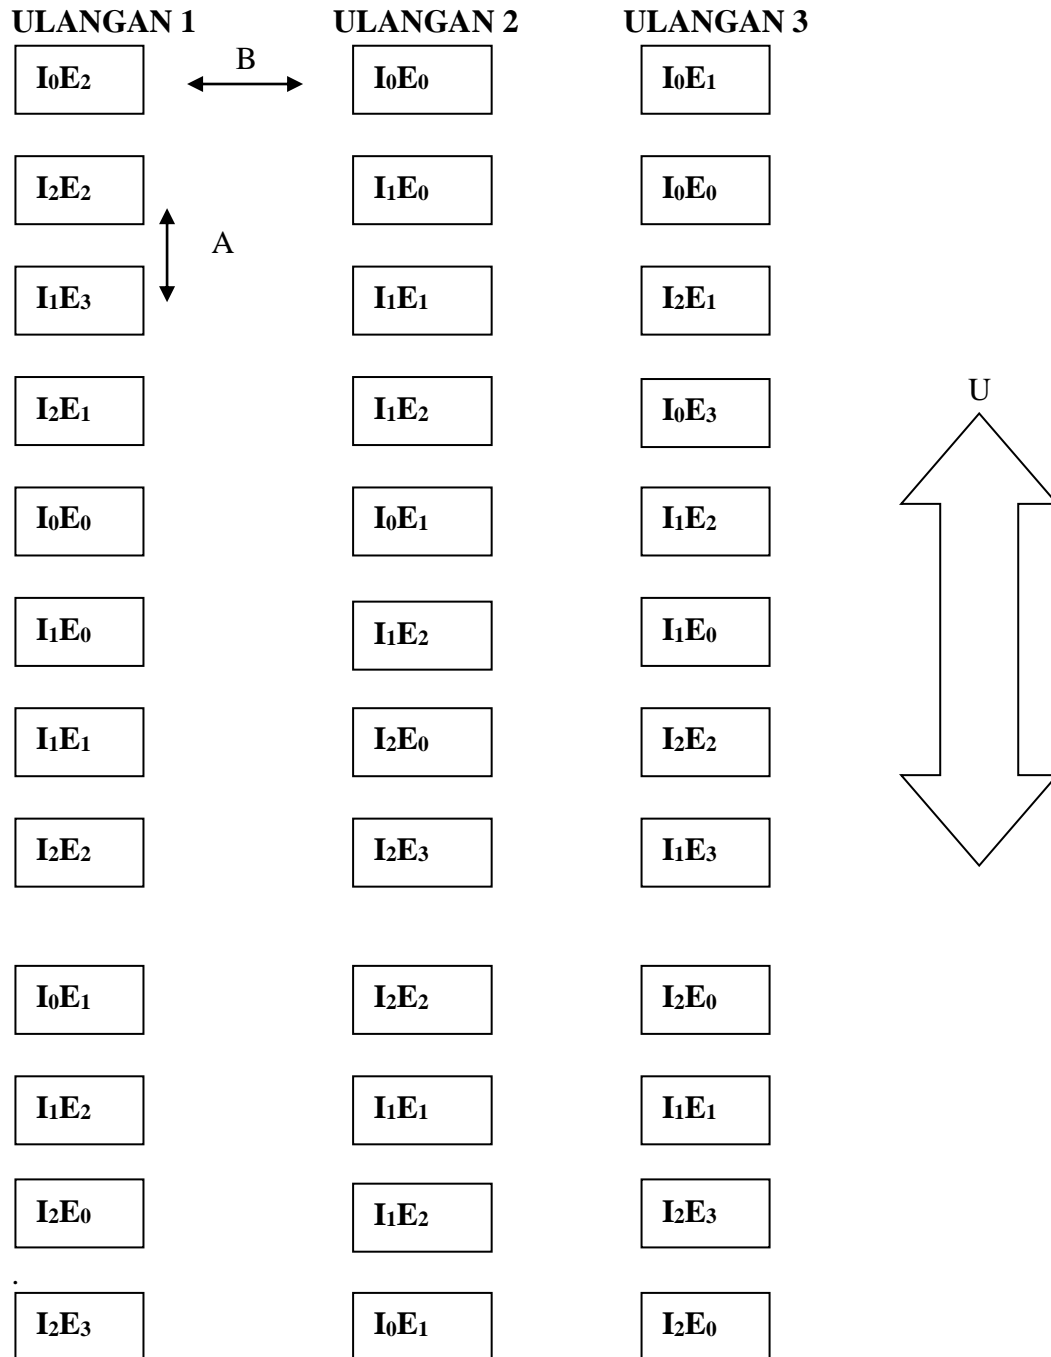 ULANGAN 1 ULANGAN 2 ULANGAN 3
I₀E₂ B I₀E₀ I₀E₁
I₂E₂ I₁E₀ I₀E₀
A
I₁E₃ I₁E₁ I₂E₁
U
I₂E₁ I₁E₂ I₀E₃
I₀E₀ I₀E₁ I₁E₂
I₁E₀ I₁E₂ I₁E₀
I₁E₁ I₂E₀ I₂E₂
I₂E₂ I₂E₃ I₁E₃
I₀E₁ I₂E₂ I₂E₀
I₁E₂ I₁E₁ I₁E₁
I₂E₀ I₁E₂ I₂E₃
.
I₂E₃ I₀E₁ I₂E₀